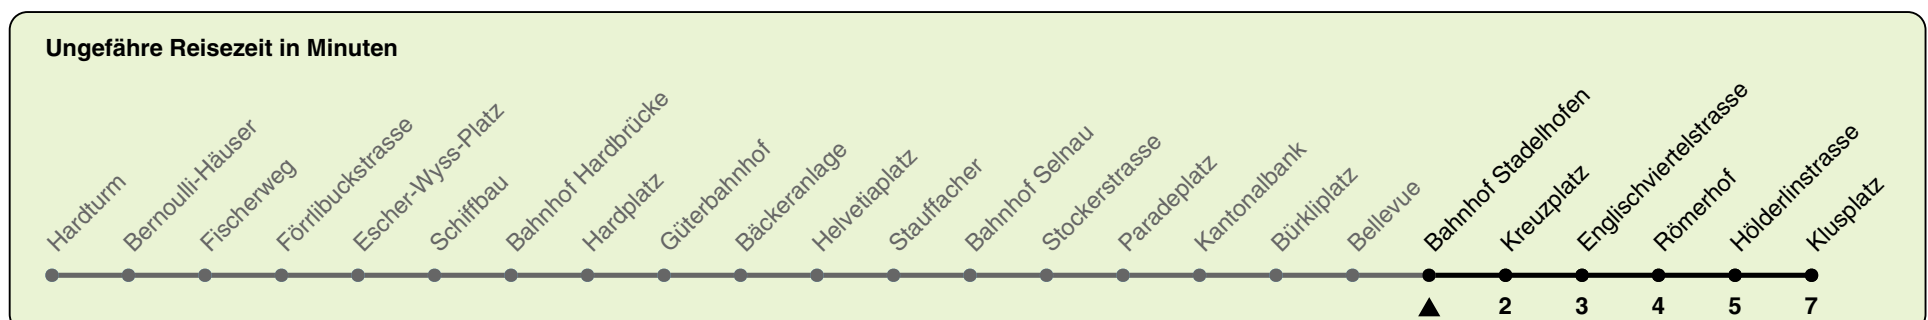 Ungefähre Reisezeit in Minuten
Hardturm
Bernoulli-Häuser
Fischerweg
Förrlibuckstrasse
Escher-Wyss-Platz
Schiffbau
Bahnhof Hardbrücke
Hardplatz
Güterbahnhof
Bäckeranlage
Helvetiaplatz
Stauffacher
Bahnhof Selnau
Stockerstrasse
Paradeplatz
Kantonalbank
Bürkliplatz
Bellevue
Bahnhof Stadelhofen
Kreuzplatz
Englischviertelstrasse
Römerhof
Hölderlinstrasse
Klusplatz
2 3 4 5 7